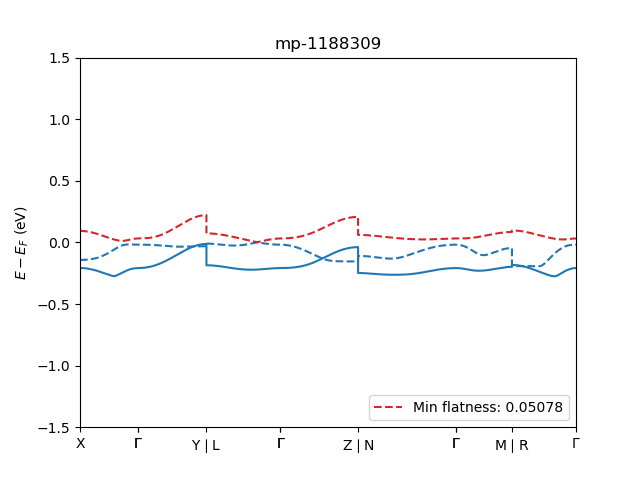 mp-1188309
E − E_F (eV)
1.5
1.0
0.5
0.0
−0.5
−1.0
−1.5
Min flatness: 0.05078
X Γ Y | L Γ Z | N Γ M | R Γ